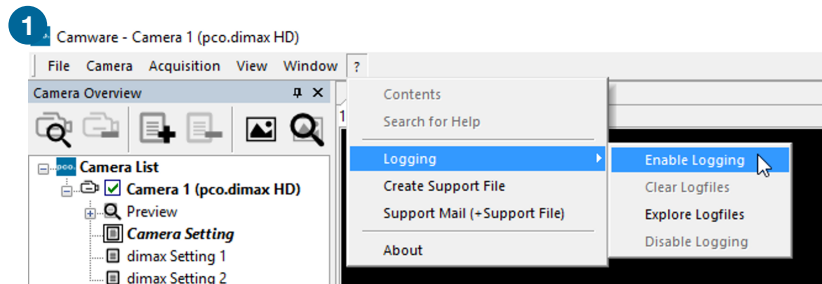 1
Camware - Camera 1 (pco.dimax HD)
File Camera Acquisition View Window ?
Camera Overview
Contents
Search for Help
Logging
Create Support File
Support Mail (+Support File)
About
Enable Logging
Clear Logfiles
Explore Logfiles
Disable Logging
1
pco. Camera List
Camera 1 (pco.dimax HD)
Preview
Camera Setting
dimax Setting 1
dimax Setting 2